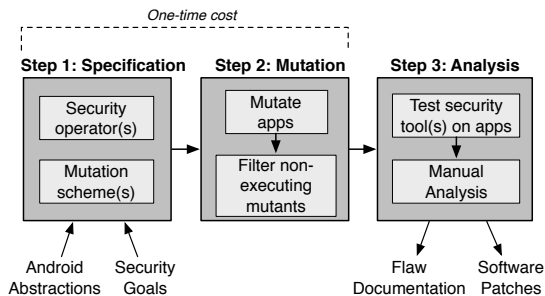 One-time cost
Step 1: Specification
Security
operator(s)
Mutation
scheme(s)
Android
Abstractions
Security
Goals
Step 2: Mutation
Mutate
apps
Filter non-
executing
mutants
Step 3: Analysis
Test security
tool(s) on apps
Manual
Analysis
Flaw
Documentation
Software
Patches